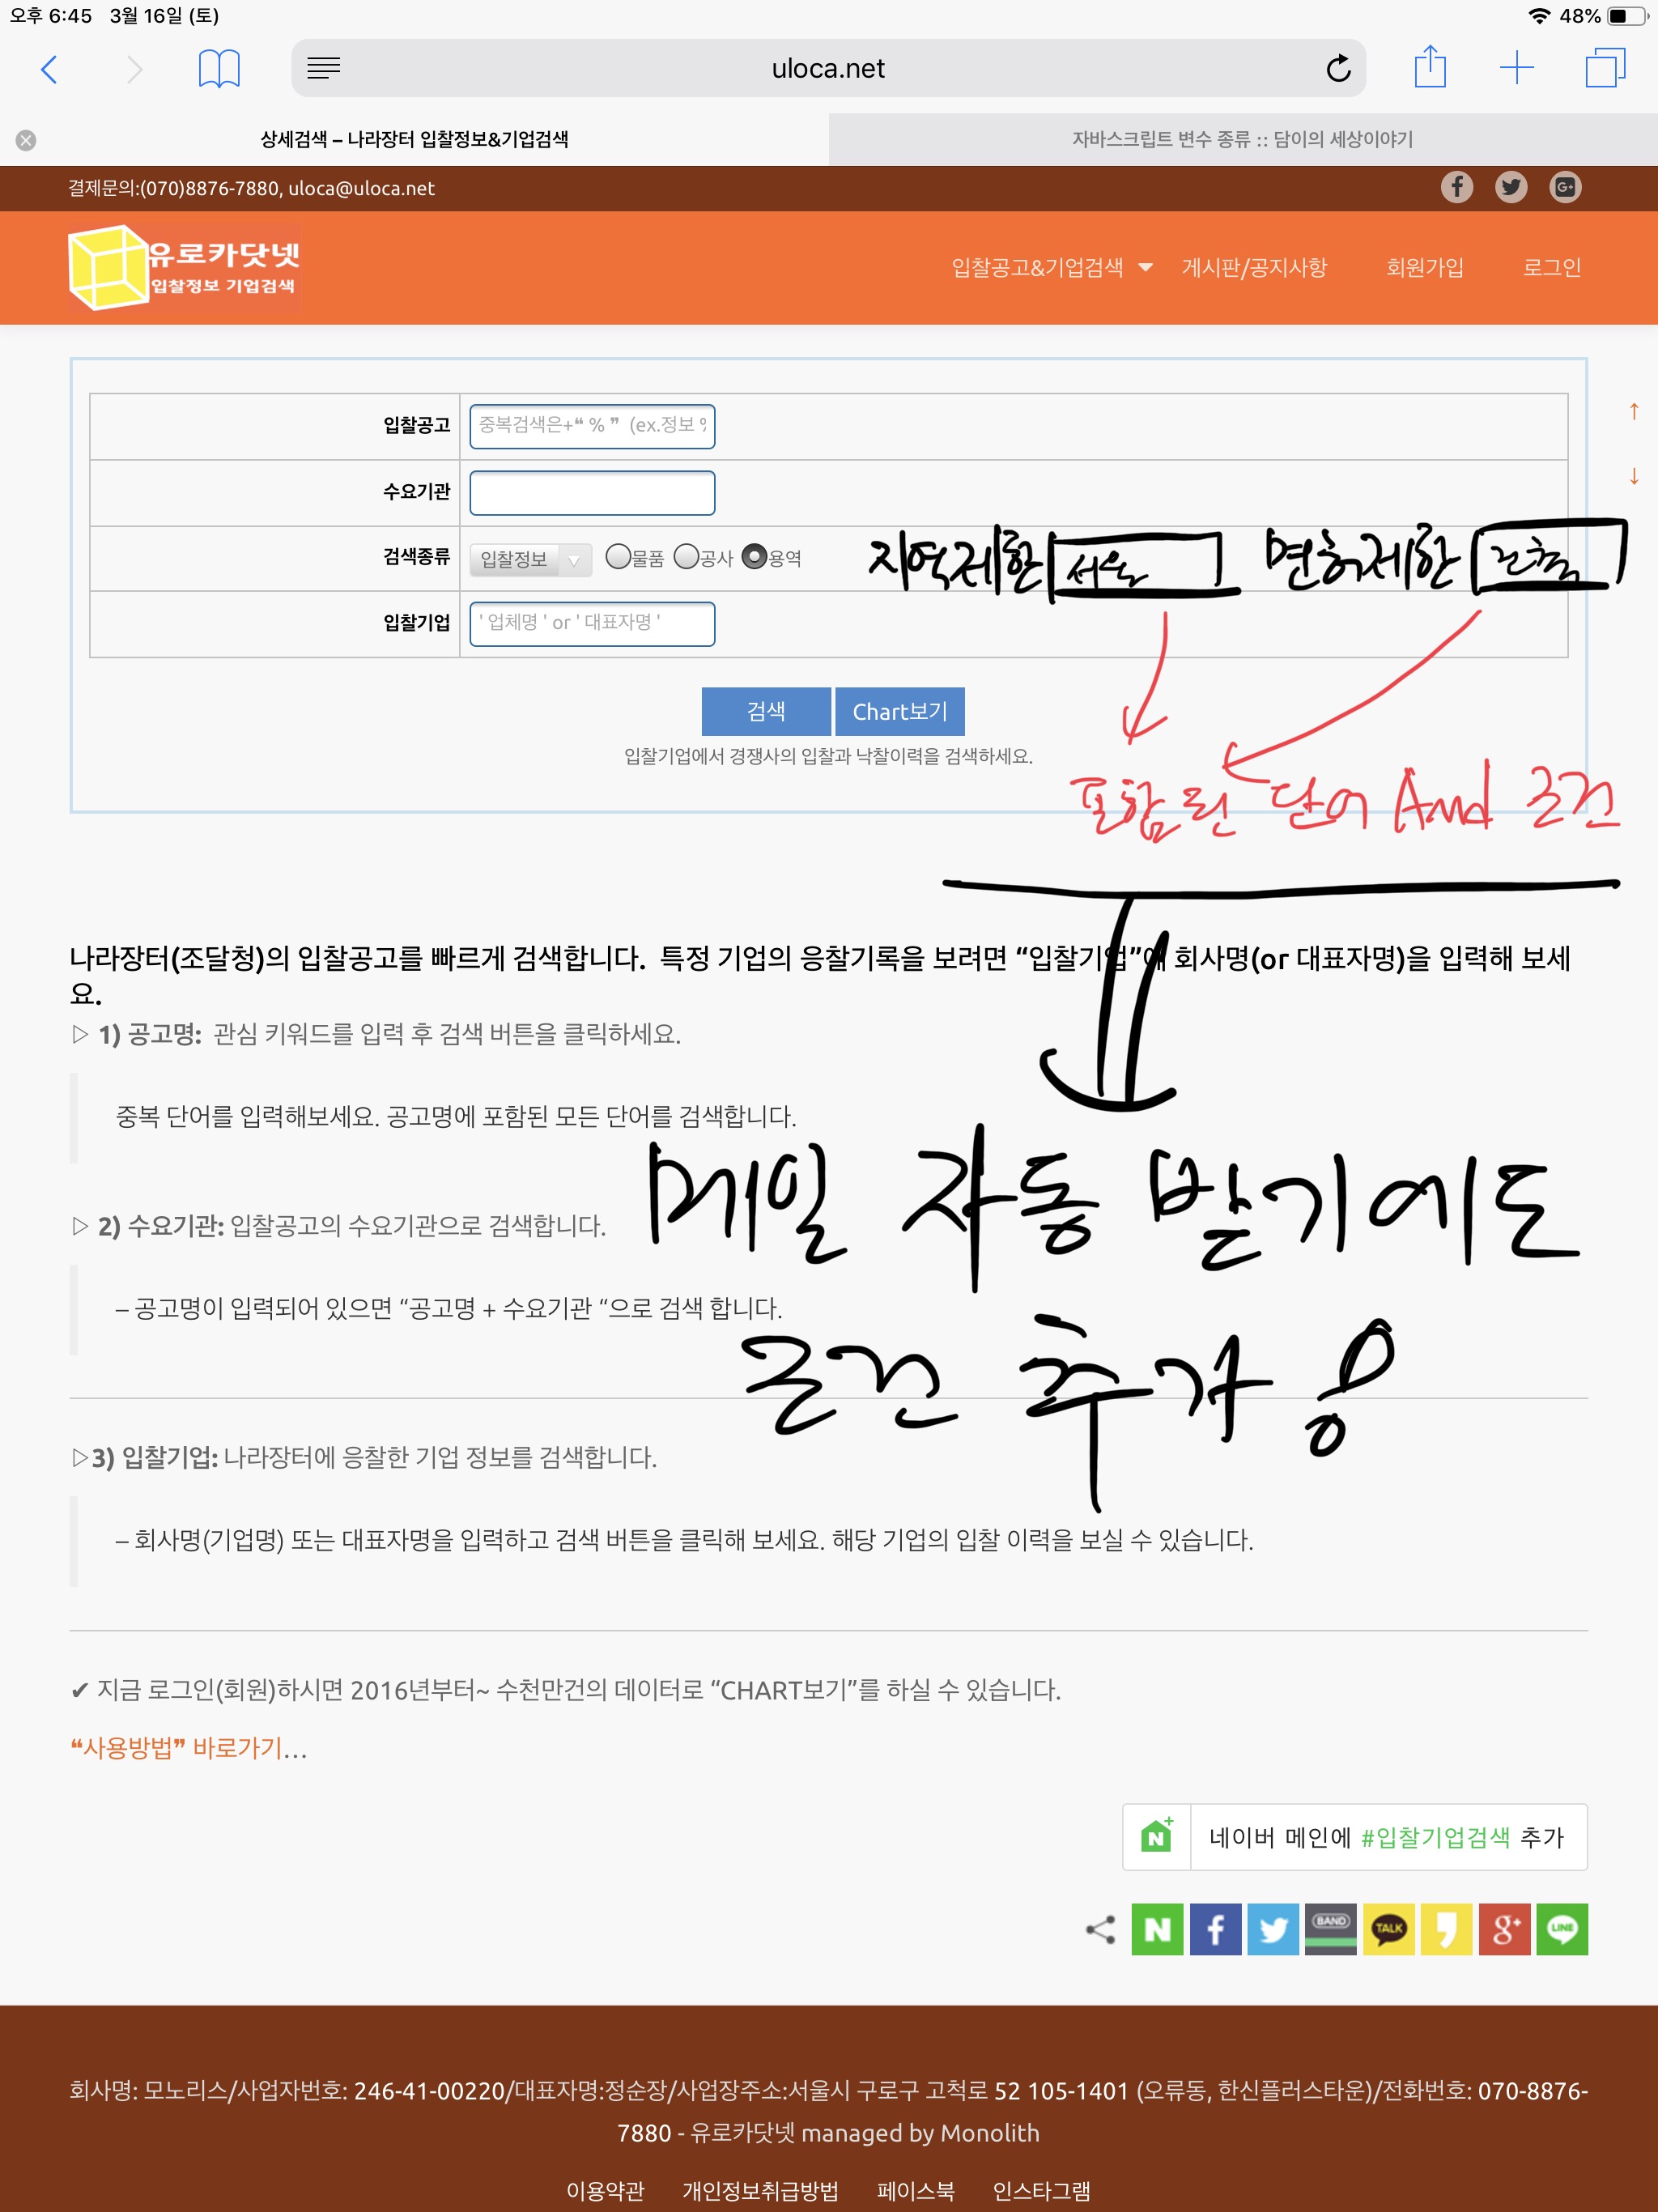 오후 6:45 3월 16일 (토) 48%
uloca.net
상세검색 – 나라장터 입찰정보&기업검색 자바스크립트 변수 종류 :: 담이의 세상이야기
결제문의:(070)8876-7880, uloca@uloca.net
유로카닷넷
입찰정보 기업검색
입찰공고&기업검색 게시판/공지사항 회원가입 로그인
입찰공고 중복검색은+❝ % ❞ (ex.정보 %
↑
수요기관
↓
검색종류 입찰정보 물품 공사 용역 지역제한 서울 면허제한 건축
입찰기업 ' 업체명 ' or ' 대표자명 '
검색 Chart보기
입찰기업에서 경쟁사의 입찰과 낙찰이력을 검색하세요.
포함된 단어 And 조건
나라장터(조달청)의 입찰공고를 빠르게 검색합니다. 특정 기업의 응찰기록을 보려면 “입찰기업”에 회사명(or 대표자명)을 입력해 보세
요.
▷ 1) 공고명: 관심 키워드를 입력 후 검색 버튼을 클릭하세요.
중복 단어를 입력해보세요. 공고명에 포함된 모든 단어를 검색합니다.
메일 자동 받기에도
▷ 2) 수요기관: 입찰공고의 수요기관으로 검색합니다.
– 공고명이 입력되어 있으면 “공고명 + 수요기관 “으로 검색 합니다.
조건 추가
▷3) 입찰기업: 나라장터에 응찰한 기업 정보를 검색합니다.
– 회사명(기업명) 또는 대표자명을 입력하고 검색 버튼을 클릭해 보세요. 해당 기업의 입찰 이력을 보실 수 있습니다.
✔ 지금 로그인(회원)하시면 2016년부터~ 수천만건의 데이터로 “CHART보기”를 하실 수 있습니다.
❝사용방법❞ 바로가기…
네이버 메인에 #입찰기업검색 추가
BAND TALK LINE
회사명: 모노리스/사업자번호: 246-41-00220/대표자명:정순장/사업장주소:서울시 구로구 고척로 52 105-1401 (오류동, 한신플러스타운)/전화번호: 070-8876-
7880 - 유로카닷넷 managed by Monolith
이용약관 개인정보취급방법 페이스북 인스타그램